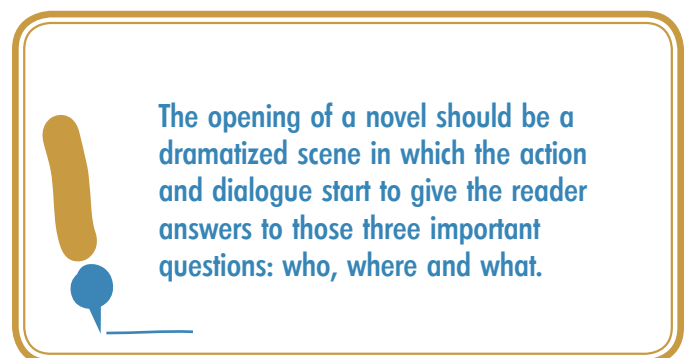 The opening of a novel should be a
dramatized scene in which the action
and dialogue start to give the reader
answers to those three important
questions: who, where and what.